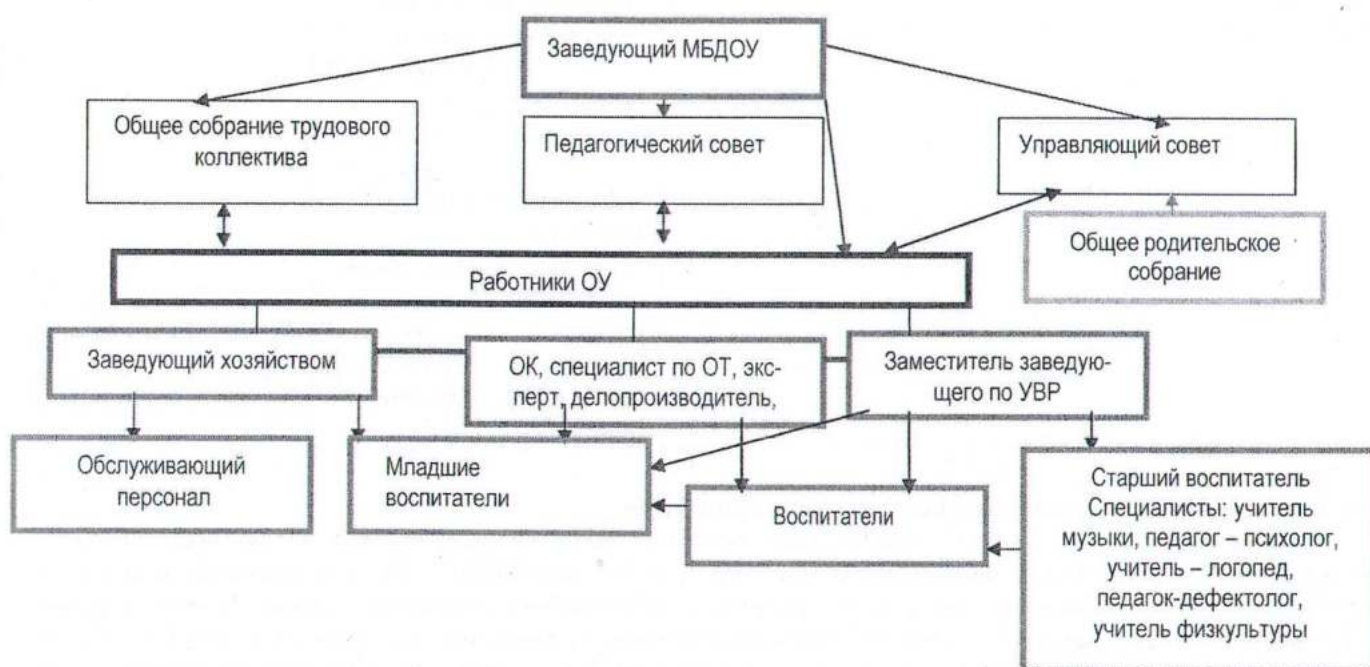 Заведующий МБДОУ
Общее собрание трудового
коллектива
Педагогический совет
Управляющий совет
Общее родительское
собрание
Работники ОУ
Заведующий хозяйством
ОК, специалист по ОТ, экс-
перт, делопроизводитель,
Заместитель заведую-
щего по УВР
Обслуживающий
персонал
Младшие
воспитатели
Воспитатели
Старший воспитатель
Специалисты: учитель
музыки, педагог – психолог,
учитель – логопед,
педагок-дефектолог,
учитель физкультуры